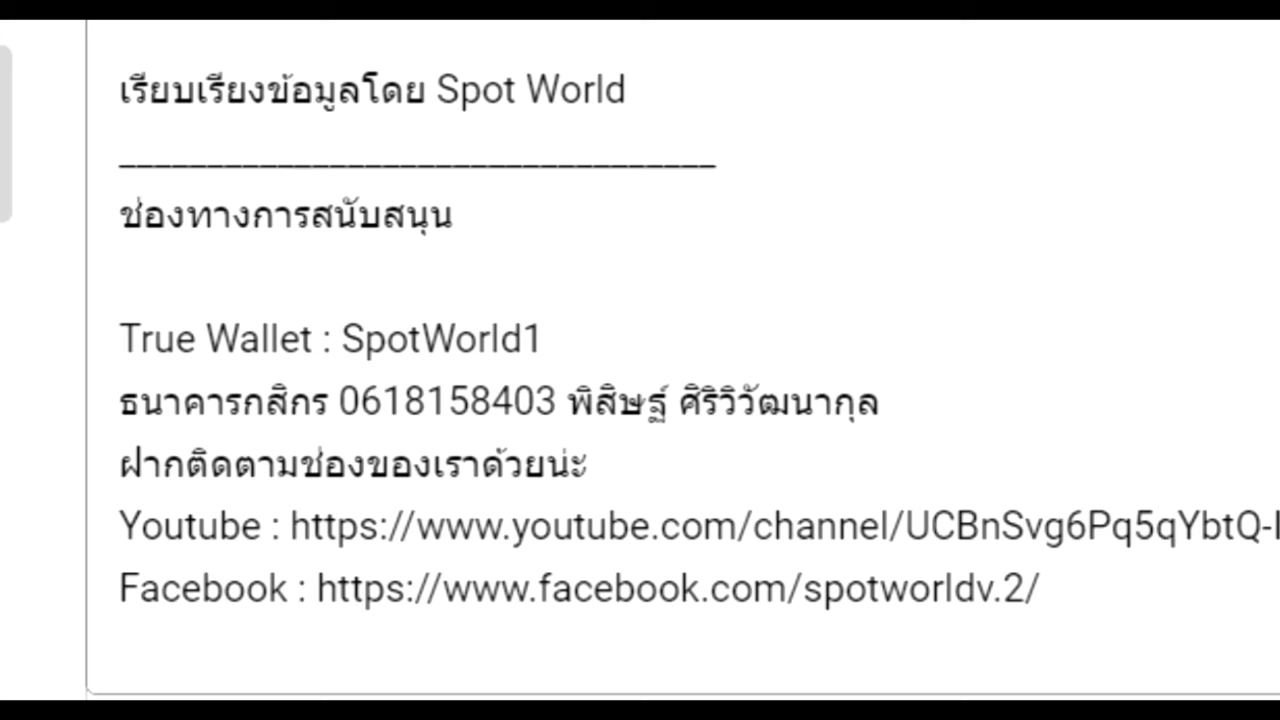 เรียบเรียงข้อมูลโดย Spot World
__________________________________
ช่องทางการสนับสนุน
True Wallet : SpotWorld1
ธนาคารกสิกร 0618158403 พิสิษฐ์ ศิริวิวัฒนากุล
ฝากติดตามช่องของเราด้วยน่ะ
Youtube : https://www.youtube.com/channel/UCBnSvg6Pq5qYbtQ-
Facebook : https://www.facebook.com/spotworldv.2/